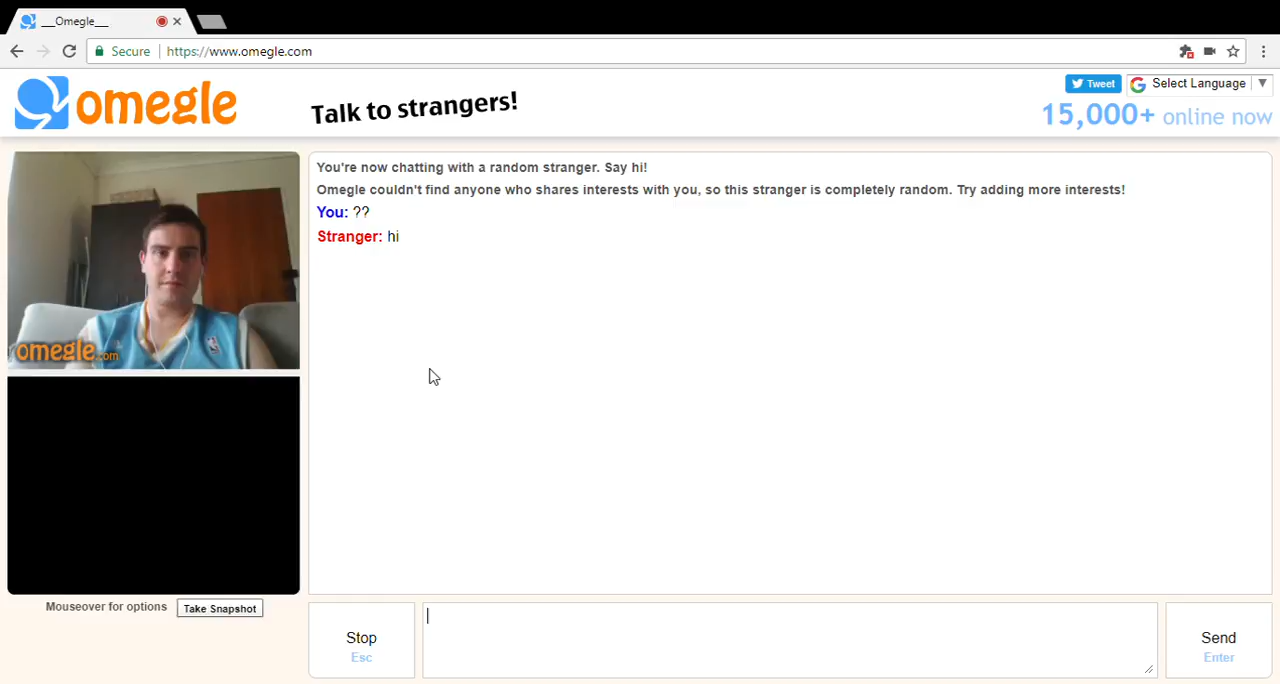 __Omegle__
Secure https://www.omegle.com
omegle
Talk to strangers!
Tweet
G Select Language
15,000+ online now
omegle.com
You're now chatting with a random stranger. Say hi!
Omegle couldn't find anyone who shares interests with you, so this stranger is completely random. Try adding more interests!
You: ??
Stranger: hi
Mouseover for options
Take Snapshot
Stop
Esc
Send
Enter